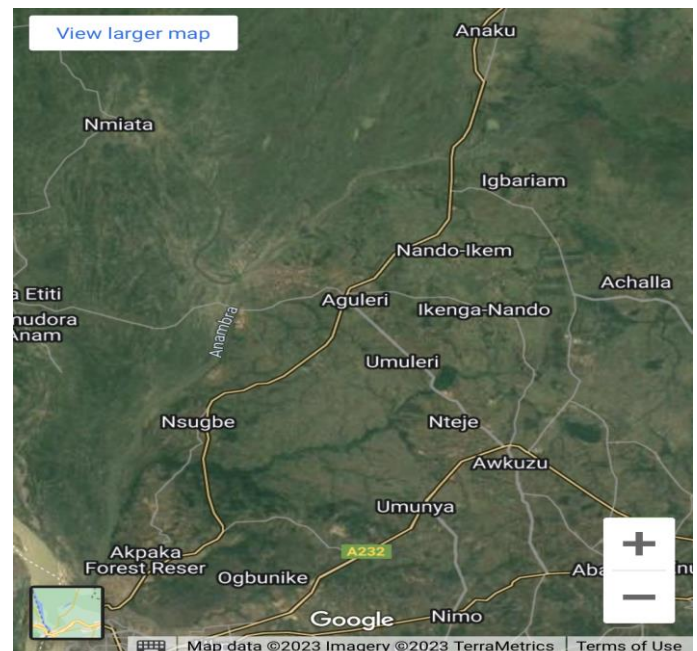 View larger map
Anaku
Nmiata
Igbariam
Nando-Ikem
Achalla
a Etiti
Aguleri
Ikenga-Nando
nudora
Anam
Anambra
Umuleri
Nsugbe
Nteje
Awkuzu
Umunya
A232
Akpaka
Forest Reser
Ogbunike
Aba
Enu
Google
Nimo
Map data ©2023 Imagery ©2023 TerraMetrics
Terms of Use